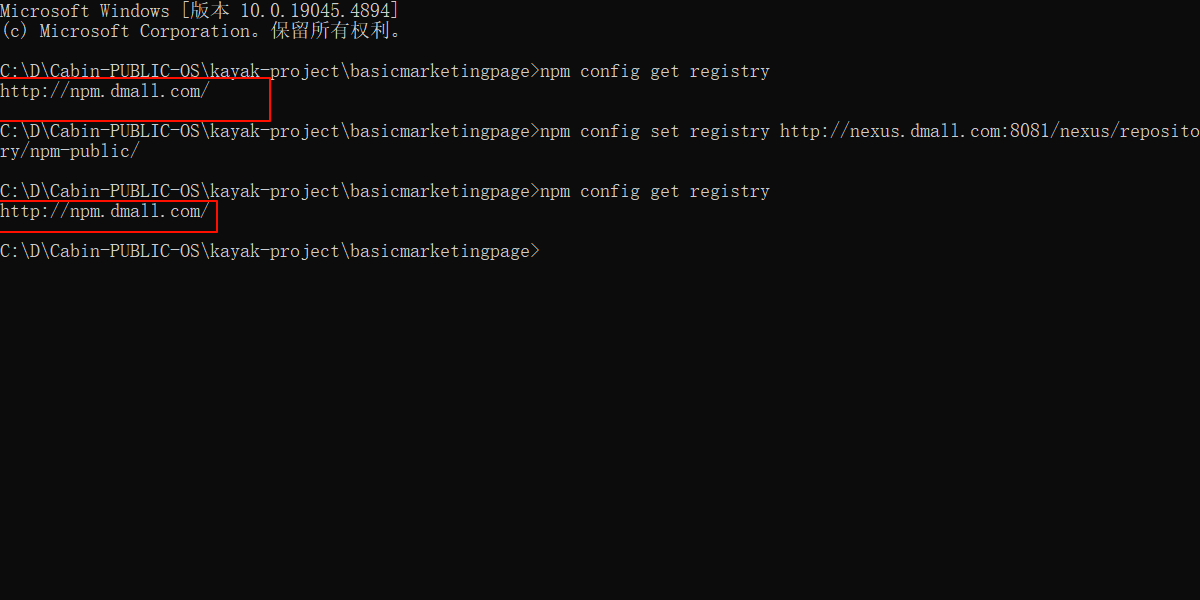 Microsoft Windows [版本 10.0.19045.4894]
(c) Microsoft Corporation。保留所有权利。
C:\D\Cabin-PUBLIC-OS\kayak-project\basicmarketingpage>npm config get registry
http://npm.dmall.com/
C:\D\Cabin-PUBLIC-OS\kayak-project\basicmarketingpage>npm config set registry http://nexus.dmall.com:8081/nexus/reposito
ry/npm-public/
C:\D\Cabin-PUBLIC-OS\kayak-project\basicmarketingpage>npm config get registry
http://npm.dmall.com/
C:\D\Cabin-PUBLIC-OS\kayak-project\basicmarketingpage>